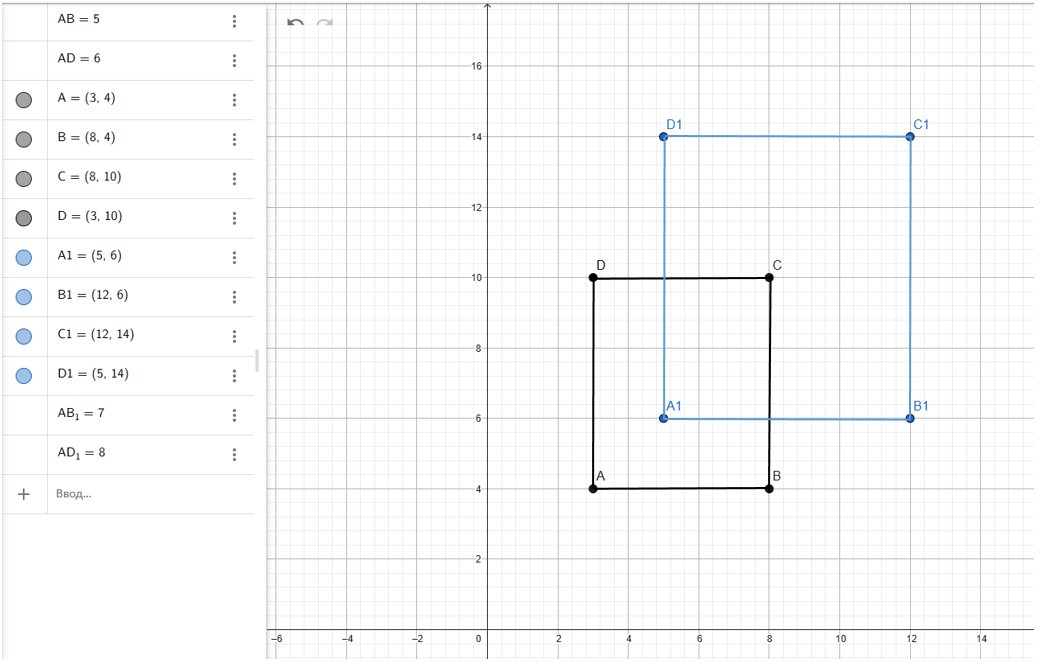 AB = 5
AD = 6
A = (3, 4)
B = (8, 4)
C = (8, 10)
D = (3, 10)
A1 = (5, 6)
B1 = (12, 6)
C1 = (12, 14)
D1 = (5, 14)
AB₁ = 7
AD₁ = 8
Ввод...
16
D1 C1
14
12
D C
10
8
A1 B1
6
A B
4
2
−6 −4 −2 0 2 4 6 8 10 12 14